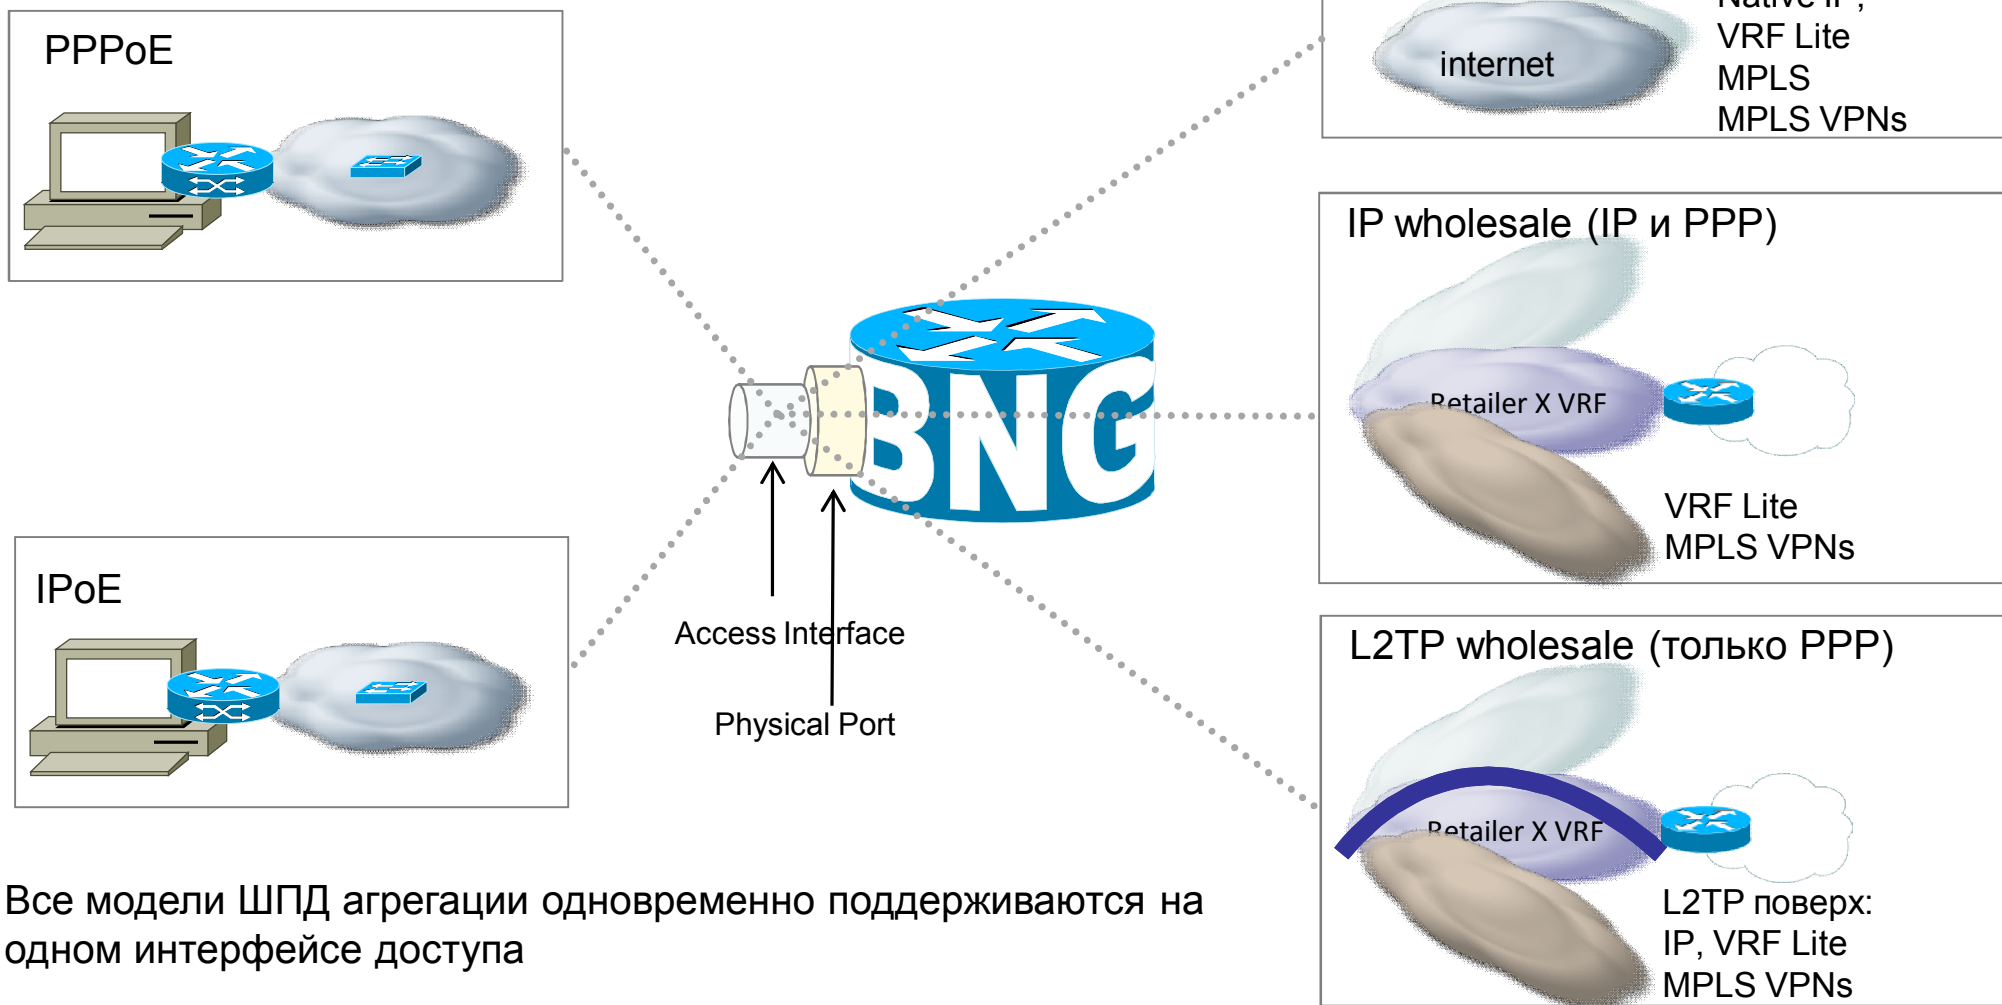 PPPoE
Native IP,
VRF Lite
MPLS
MPLS VPNs
internet
IP wholesale (IP и PPP)
Retailer X VRF
VRF Lite
MPLS VPNs
BNG
IPoE
Access Interface
Physical Port
L2TP wholesale (только PPP)
Retailer X VRF
L2TP поверх:
IP, VRF Lite
MPLS VPNs
Все модели ШПД агрегации одновременно поддерживаются на
одном интерфейсе доступа